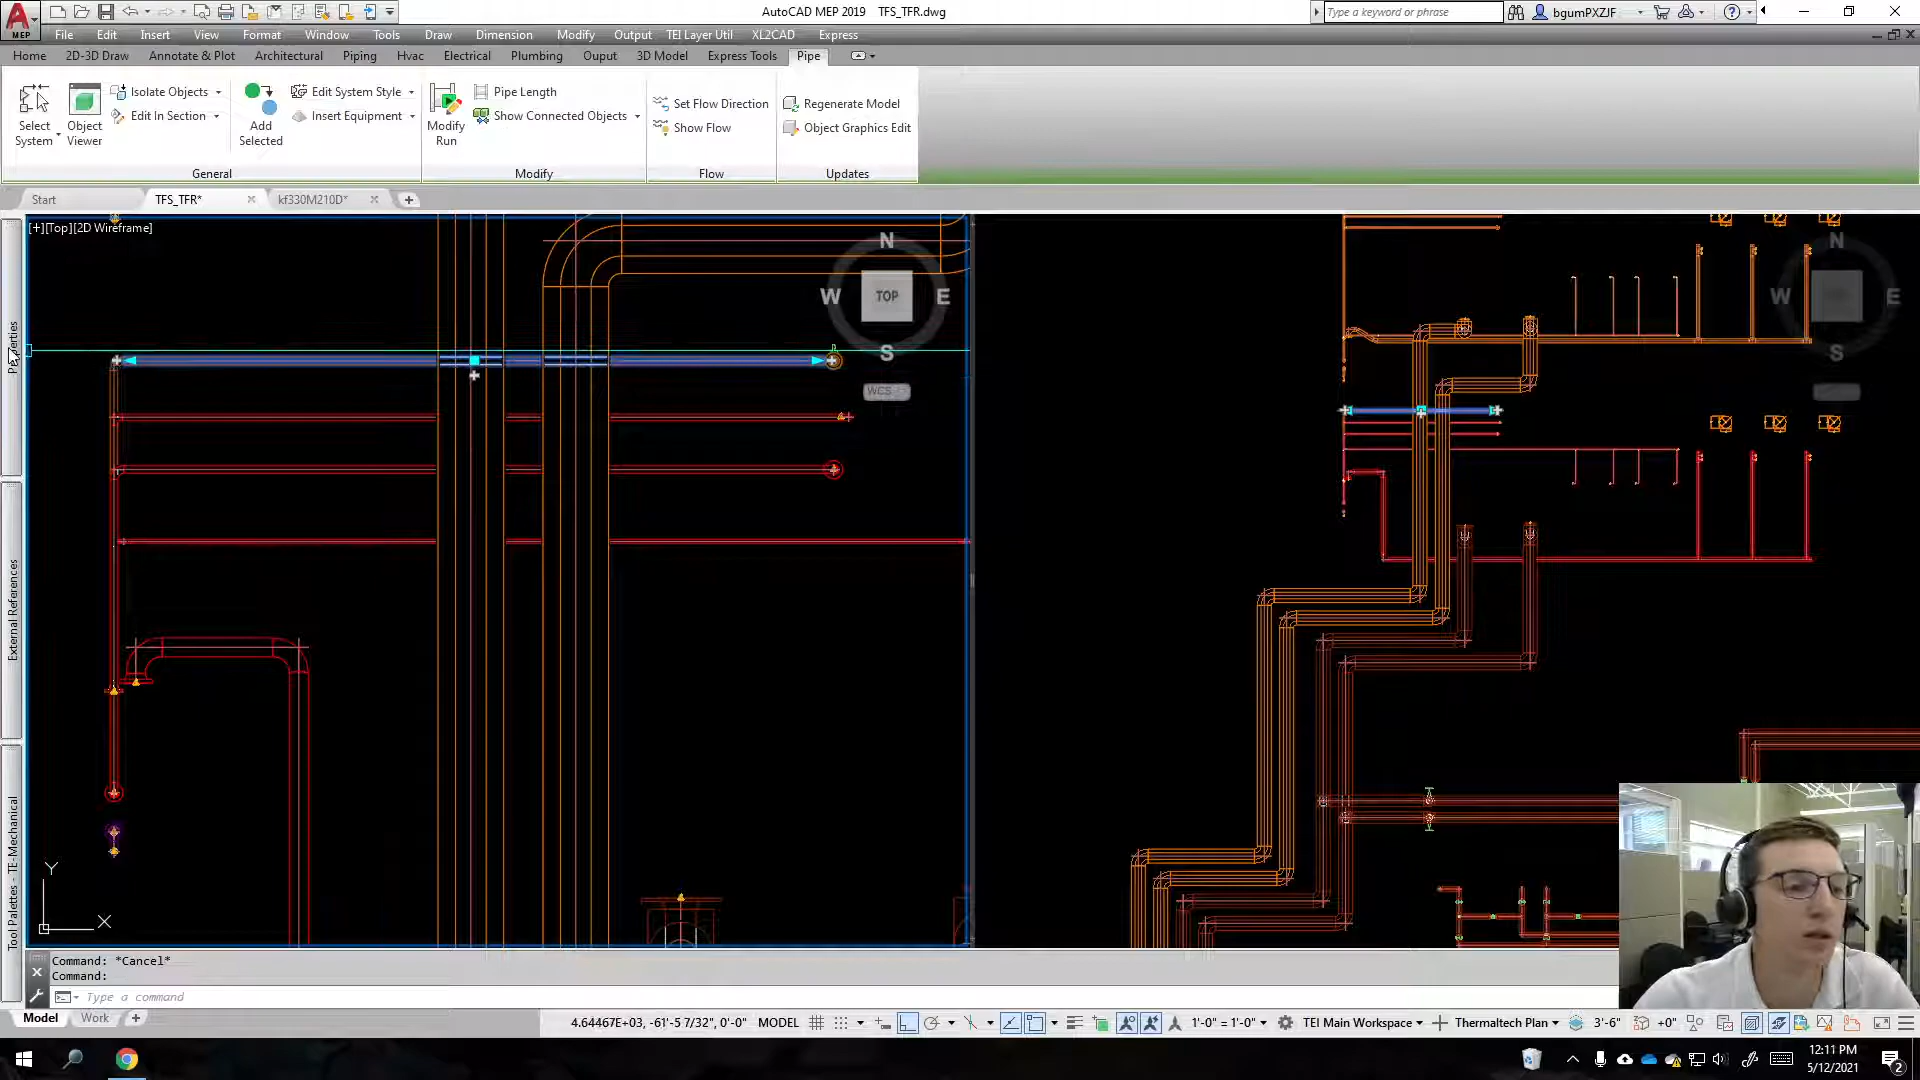 AutoCAD MEP 2019 TFS_TFR.dwg
Type a keyword or phrase
bgumPXZJF
MEP
File Edit Insert View Format Window Tools Draw Dimension Modify Output TEI Layer Util XL2CAD Express
Home 2D-3D Draw Annotate & Plot Architectural Piping Hvac Electrical Plumbing Ouput 3D Model Express Tools Pipe
Select System
Object Viewer
Isolate Objects
Edit In Section
Add Selected
Edit System Style
Insert Equipment
Modify Run
Pipe Length
Show Connected Objects
Set Flow Direction
Show Flow
Regenerate Model
Object Graphics Edit
General Modify Flow Updates
Start TFS_TFR* kf330M210D*
[+][Top][2D Wireframe]
N
W TOP E
S
WCS
N
W E
S
Properties
External References
Tool Palettes - TE-Mechanical
Y
X
Command: *Cancel*
Command:
Type a command
Model Work
4.64467E+03, -61'-5 7/32", 0'-0" MODEL 1'-0" = 1'-0" TEI Main Workspace Thermaltech Plan 3'-6" +0"
12:11 PM
5/12/2021
2